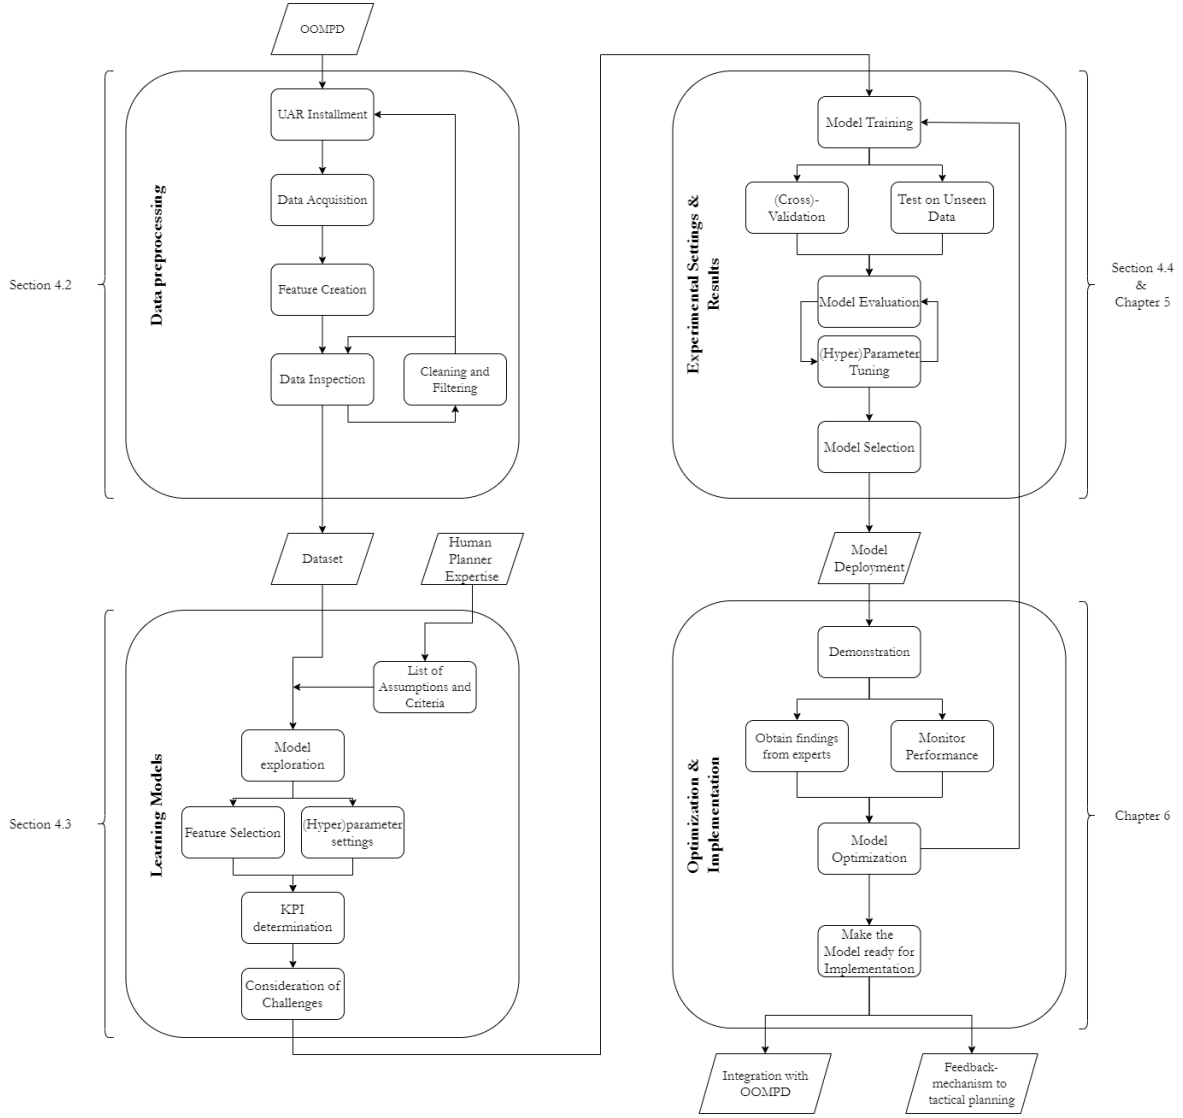 OOMPD
UAR Installment
Data Acquisition
Feature Creation
Data Inspection
Cleaning and
Filtering
Data preprocessing
Section 4.2
Dataset
Human
Planner
Expertise
List of
Assumptions and
Criteria
Model
exploration
Feature Selection
(Hyper)parameter
settings
KPI
determination
Consideration of
Challenges
Learning Models
Section 4.3
Model Training
(Cross)-
Validation
Test on Unseen
Data
Model Evaluation
(Hyper)Parameter
Tuning
Model Selection
Experimental Settings &
Results
Section 4.4
&
Chapter 5
Model
Deployment
Demonstration
Obtain findings
from experts
Monitor
Performance
Model
Optimization
Make the
Model ready for
Implementation
Optimization &
Implementation
Chapter 6
Integration with
OOMPD
Feedback-
mechanism to
tactical planning